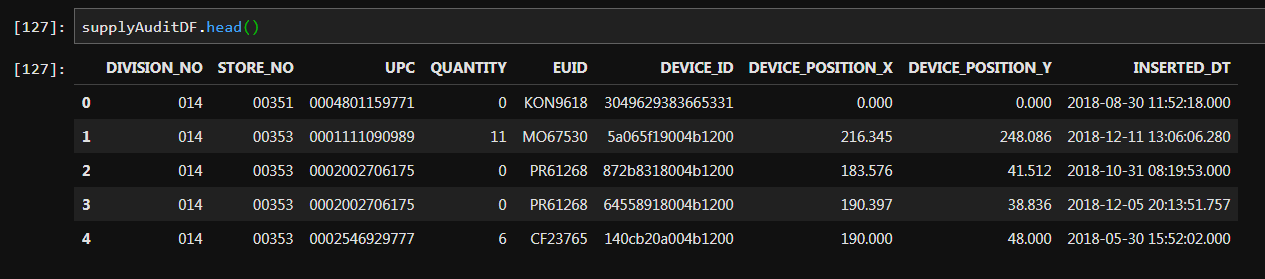 [127]: supplyAuditDF.head()
[127]: DIVISION_NO STORE_NO UPC QUANTITY EUID DEVICE_ID DEVICE_POSITION_X DEVICE_POSITION_Y INSERTED_DT
0 014 00351 0004801159771 0 KON9618 3049629383665331 0.000 0.000 2018-08-30 11:52:18.000
1 014 00353 0001111090989 11 MO67530 5a065f19004b1200 216.345 248.086 2018-12-11 13:06:06.280
2 014 00353 0002002706175 0 PR61268 872b8318004b1200 183.576 41.512 2018-10-31 08:19:53.000
3 014 00353 0002002706175 0 PR61268 64558918004b1200 190.397 38.836 2018-12-05 20:13:51.757
4 014 00353 0002546929777 6 CF23765 140cb20a004b1200 190.000 48.000 2018-05-30 15:52:02.000